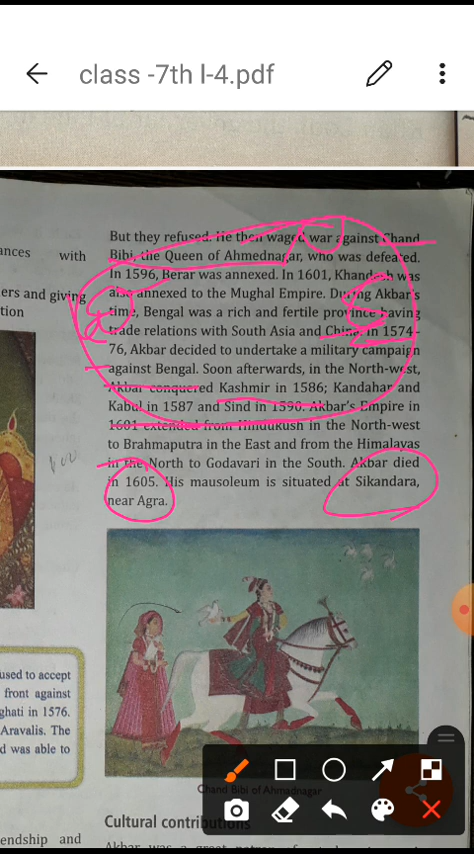 class -7th l-4.pdf
But they refused. He then waged war against Chand
ances with Bibi, the Queen of Ahmednagar, who was defeated.
In 1596, Berar was annexed. In 1601, Khandesh was
ers and giving also annexed to the Mughal Empire. During Akbar's
tion time, Bengal was a rich and fertile province having
trade relations with South Asia and China. In 1574-
76, Akbar decided to undertake a military campaign
against Bengal. Soon afterwards, in the North-west,
Akbar conquered Kashmir in 1586; Kandahar and
Kabul in 1587 and Sind in 1590. Akbar's Empire in
1601 extended from Hindukush in the North-west
to Brahmaputra in the East and from the Himalayas
in the North to Godavari in the South. Akbar died
in 1605. His mausoleum is situated at Sikandara,
near Agra.
used to accept
front against
ghati in 1576.
Aravalis. The
d was able to
Chand Bibi of Ahmadnagar
Cultural contributions
endship and
Akbar was a great patron of